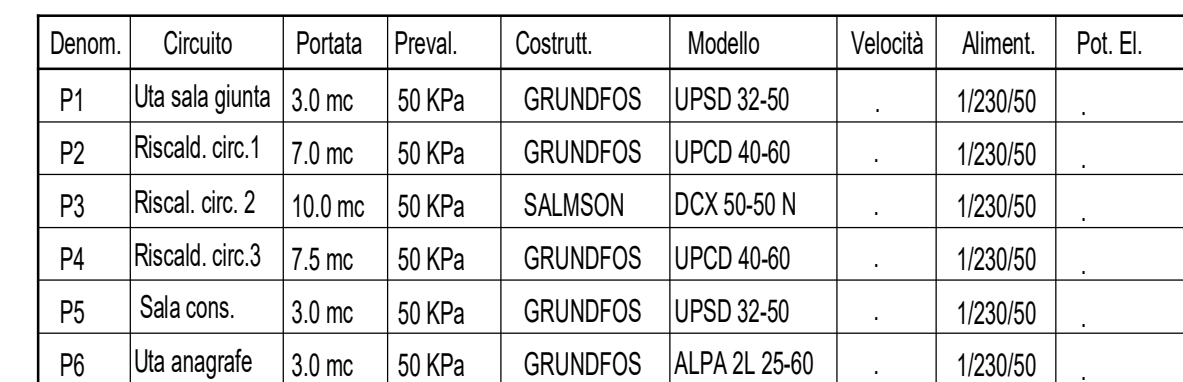 Denom. Circuito Portata Preval. Costrutt. Modello Velocità Aliment. Pot. El.
P1 Uta sala giunta 3.0 mc 50 KPa GRUNDFOS UPSD 32-50 . 1/230/50 .
P2 Riscald. circ.1 7.0 mc 50 KPa GRUNDFOS UPCD 40-60 . 1/230/50 .
P3 Riscal. circ. 2 10.0 mc 50 KPa SALMSON DCX 50-50 N . 1/230/50 .
P4 Riscald. circ.3 7.5 mc 50 KPa GRUNDFOS UPCD 40-60 . 1/230/50 .
P5 Sala cons. 3.0 mc 50 KPa GRUNDFOS UPSD 32-50 . 1/230/50 .
P6 Uta anagrafe 3.0 mc 50 KPa GRUNDFOS ALPA 2L 25-60 . 1/230/50 .